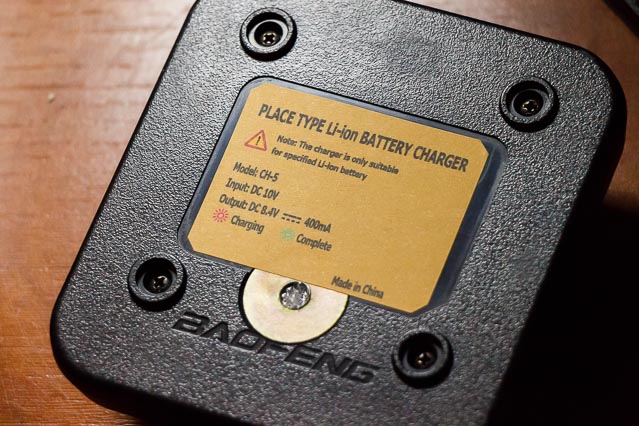 PLACE TYPE Li-ion BATTERY CHARGER
Note: The charger is only suitable
for specified Li-ion battery
Model: CH-5
Input: DC 10V
Output: DC 8.4V ⎓ 400mA
Charging Complete
Made in China
BAOFENG